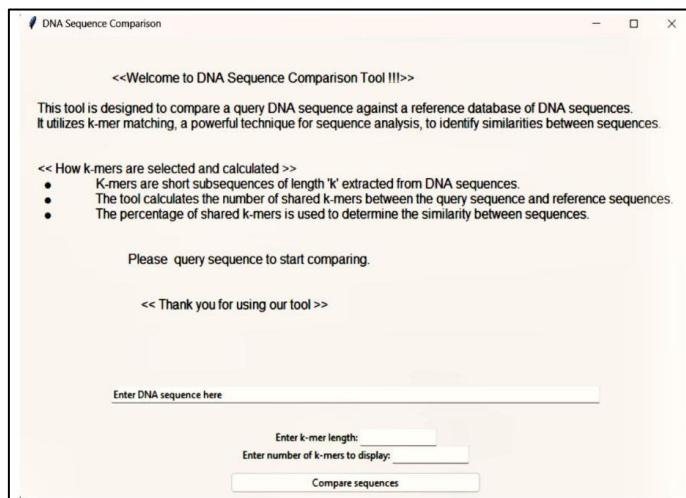 DNA Sequence Comparison
<<Welcome to DNA Sequence Comparison Tool !!!>>
This tool is designed to compare a query DNA sequence against a reference database of DNA sequences.
It utilizes k-mer matching, a powerful technique for sequence analysis, to identify similarities between sequences.
<< How k-mers are selected and calculated >>
● K-mers are short subsequences of length 'k' extracted from DNA sequences.
● The tool calculates the number of shared k-mers between the query sequence and reference sequences.
● The percentage of shared k-mers is used to determine the similarity between sequences.
Please query sequence to start comparing.
<< Thank you for using our tool >>
Enter DNA sequence here
Enter k-mer length:
Enter number of k-mers to display:
Compare sequences